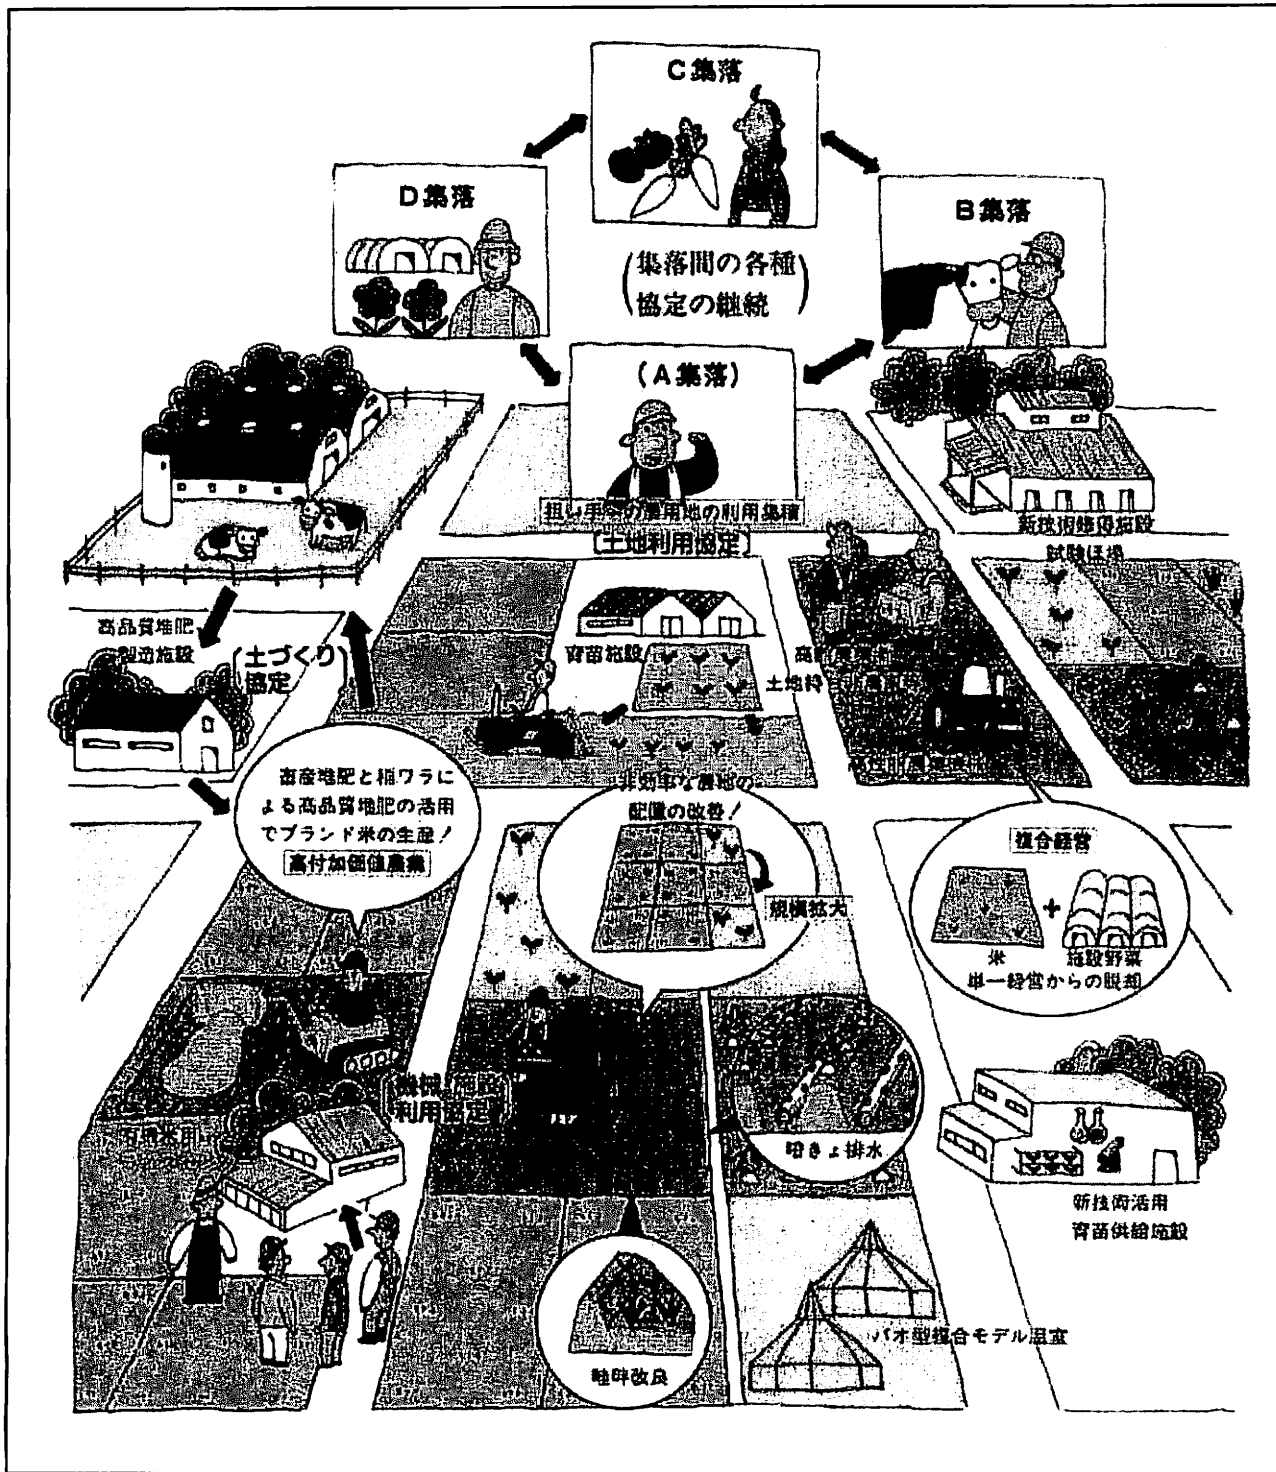 C集落
D集落
B集落
(集落間の各種
協定の継続)
(A集落)
担い手への農用地の利用集積
〔土地利用協定〕
新技術修得施設
試験ほ場
高品質堆肥
製造施設
〔土づくり
協定〕
育苗施設
畜産堆肥と稲ワラに
よる高品質堆肥の活用
でブランド米の生産!
高付加価値農業
非効率な農地の
配置の改善!
規模拡大
複合経営
+
米
施設野菜
単一経営からの脱却
〔機械・施設
利用協定〕
暗きょ排水
新技術活用
育苗供給施設
畦畔改良
パオ型複合モデル温室